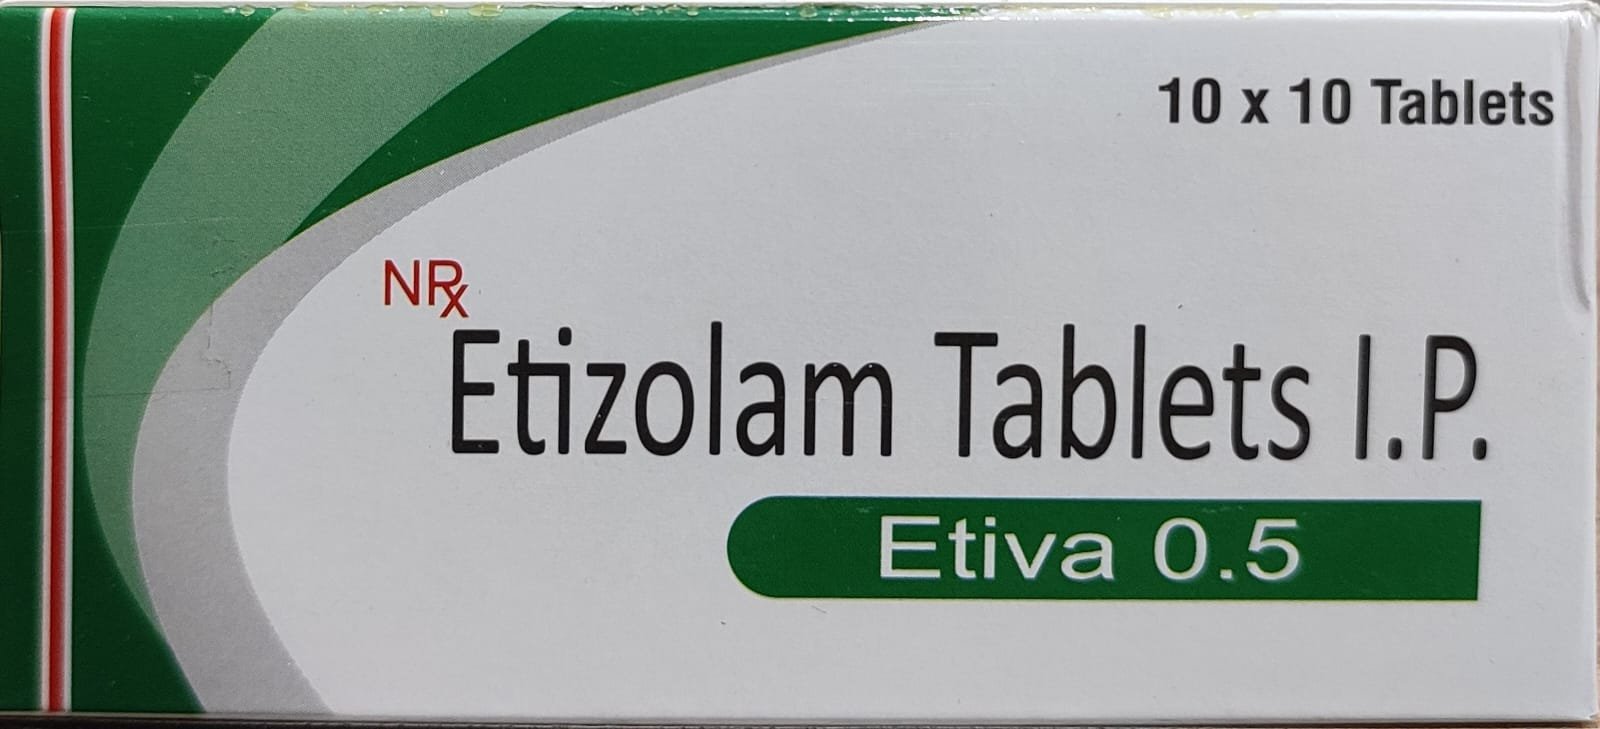 10 x 10 Tablets
NRx
Etizolam Tablets I.P.
Etiva 0.5